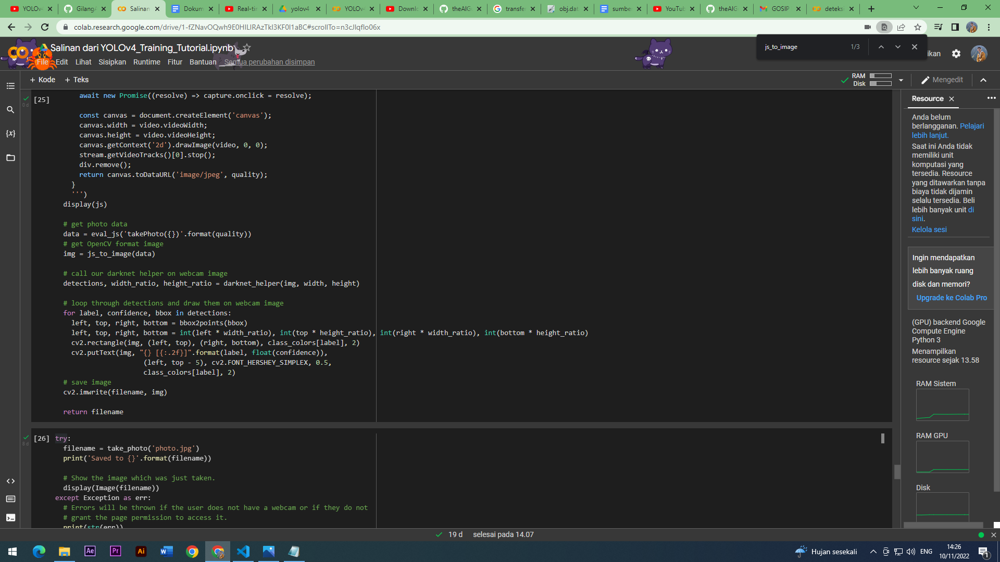 YOLOv
GilangA
Salinan
Dokum
Real-tin
yolov4
YOLOv
Downlo
theAIG
transfe
obj.dat
sumbe
YouTub
theAIG
GOSIP
deteks
colab.research.google.com/drive/1-fZNavOQwh9E0HILIRAzTkI3KF0I1aBC#scrollTo=n3cJlqflo06x
Salinan dari YOLOv4_Training_Tutorial.ipynb
js_to_image 1/3
ikan
File Edit Lihat Sisipkan Runtime Fitur Bantuan Semua perubahan disimpan
+ Kode + Teks
RAM
Disk
Mengedit
[25]
0 d
await new Promise((resolve) => capture.onclick = resolve);
const canvas = document.createElement('canvas');
canvas.width = video.videoWidth;
canvas.height = video.videoHeight;
canvas.getContext('2d').drawImage(video, 0, 0);
stream.getVideoTracks()[0].stop();
div.remove();
return canvas.toDataURL('image/jpeg', quality);
}
''')
display(js)
# get photo data
data = eval_js('takePhoto({})'.format(quality))
# get OpenCV format image
img = js_to_image(data)
# call our darknet helper on webcam image
detections, width_ratio, height_ratio = darknet_helper(img, width, height)
# loop through detections and draw them on webcam image
for label, confidence, bbox in detections:
left, top, right, bottom = bbox2points(bbox)
left, top, right, bottom = int(left * width_ratio), int(top * height_ratio), int(right * width_ratio), int(bottom * height_ratio)
cv2.rectangle(img, (left, top), (right, bottom), class_colors[label], 2)
cv2.putText(img, "{} [{:.2f}]".format(label, float(confidence)),
(left, top - 5), cv2.FONT_HERSHEY_SIMPLEX, 0.5,
class_colors[label], 2)
# save image
cv2.imwrite(filename, img)
return filename
[26]
8 d
try:
filename = take_photo('photo.jpg')
print('Saved to {}'.format(filename))
# Show the image which was just taken.
display(Image(filename))
except Exception as err:
# Errors will be thrown if the user does not have a webcam or if they do not
# grant the page permission to access it.
print(str(err))
Resource
Anda belum
berlangganan. Pelajari
lebih lanjut.
Saat ini Anda tidak
memiliki unit
komputasi yang
tersedia. Resource
yang ditawarkan tanpa
biaya tidak dijamin
selalu tersedia. Beli
lebih banyak unit di
sini.
Kelola sesi
Ingin mendapatkan
lebih banyak ruang
disk dan memori?
Upgrade ke Colab Pro
(GPU) backend Google
Compute Engine
Python 3
Menampilkan
resource sejak 13.58
RAM Sistem
RAM GPU
Disk
19 d selesai pada 14.07
Ae
Pr
Ai
Hujan sesekali
ENG
14:26
10/11/2022
1